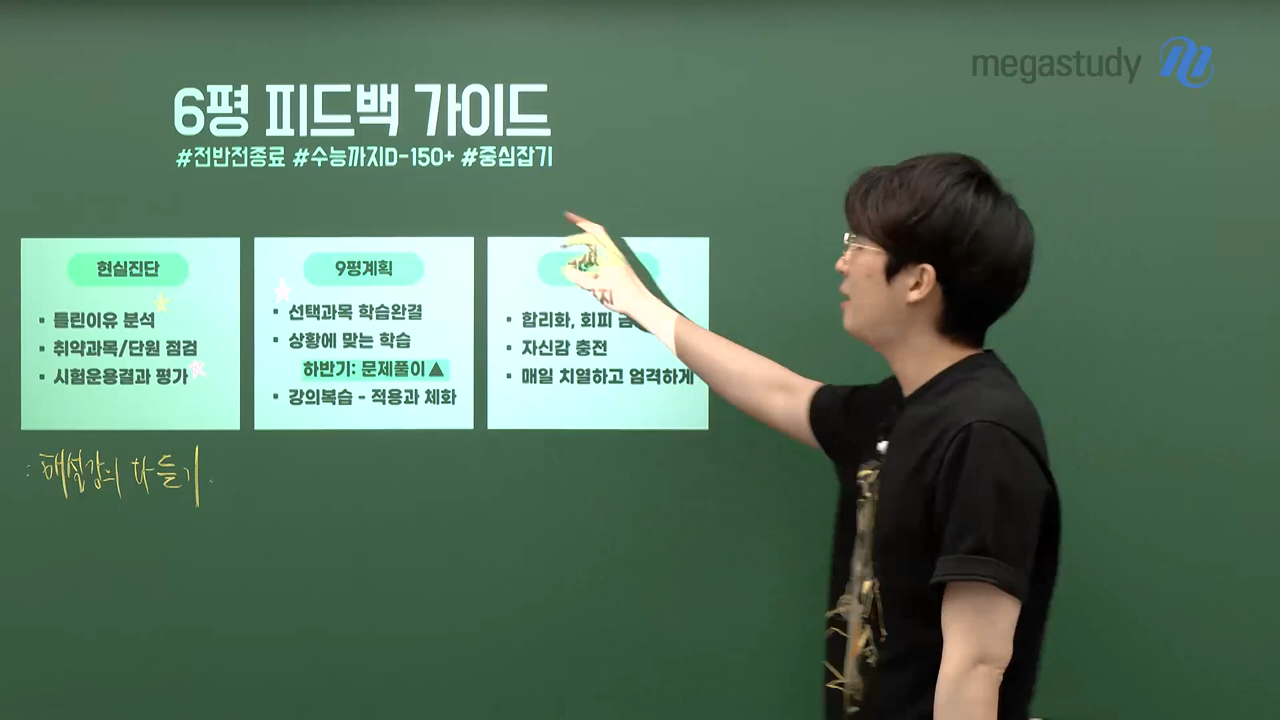 megastudy
6평 피드백 가이드
#전반전종료 #수능까지D-150+ #중심잡기
현실진단
틀린이유 분석
취약과목/단원 점검
시험운용결과 평가
9평계획
선택과목 학습완결
상황에 맞는 학습
하반기: 문제풀이▲
강의복습 - 적용과 체화
합리화, 회피
자신감 충전
매일 치열하고 엄격하게
: 해설강의 다 듣기.